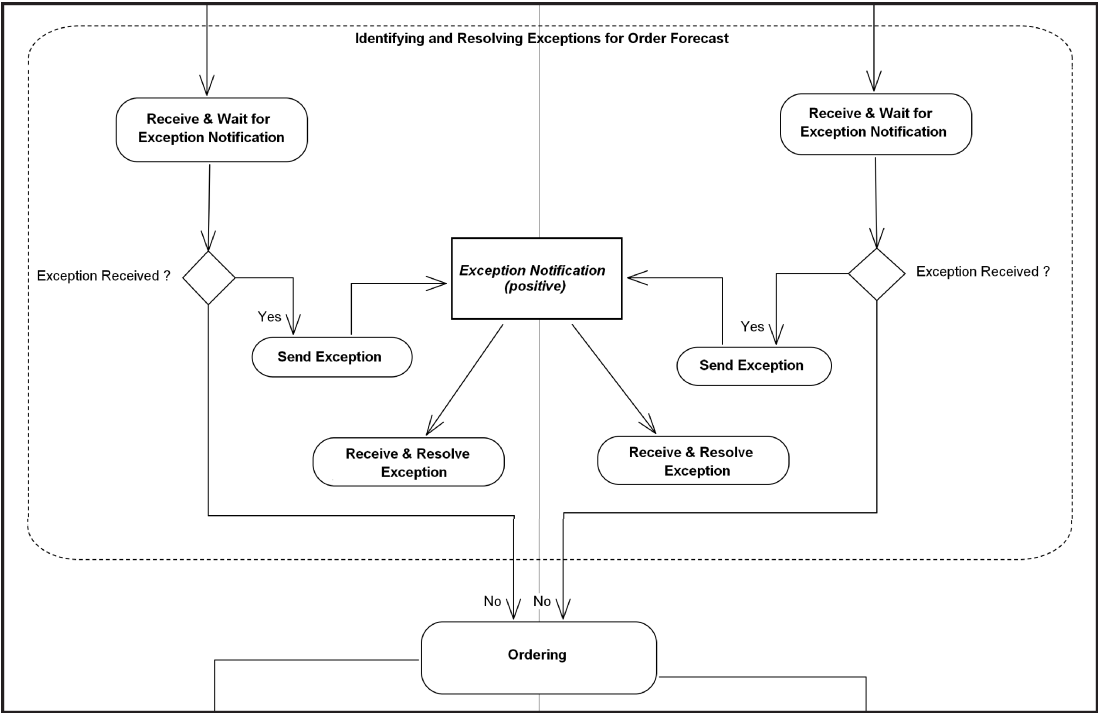 Identifying and Resolving Exceptions for Order Forecast
Receive & Wait for
Exception Notification
Receive & Wait for
Exception Notification
Exception Received ?
Exception Notification
(positive)
Exception Received ?
Yes
Yes
Send Exception
Send Exception
Receive & Resolve
Exception
Receive & Resolve
Exception
No
No
Ordering